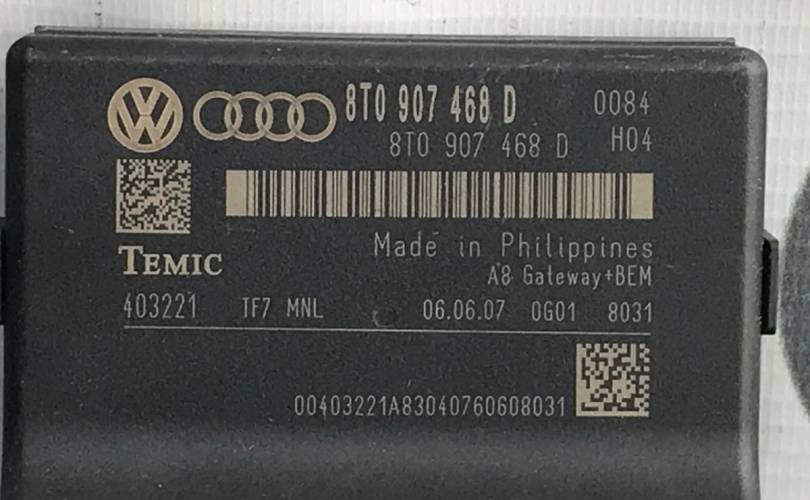 8T0 907 468 D 0084
8T0 907 468 D H04
Made in Philippines
TEMIC
A8 Gateway+BEM
403221 TF7 MNL 06.06.07 0G01 8031
00403221A83040760608031